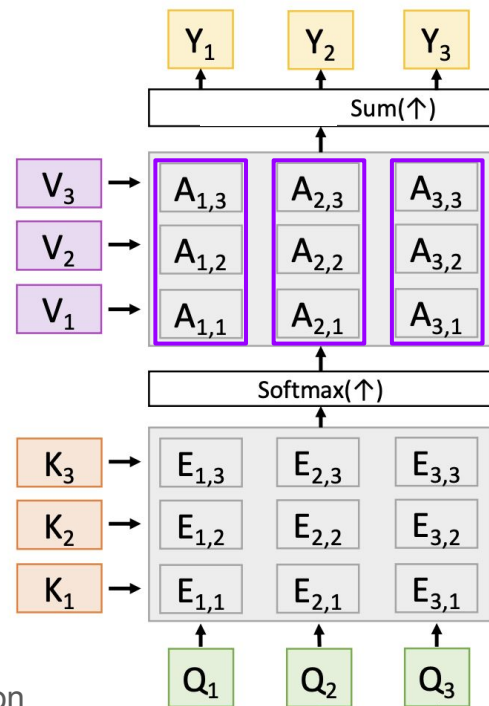 Y1 Y2 Y3
Sum(↑)
V3 A1,3 A2,3 A3,3
V2 A1,2 A2,2 A3,2
V1 A1,1 A2,1 A3,1
Softmax(↑)
K3 E1,3 E2,3 E3,3
K2 E1,2 E2,2 E3,2
K1 E1,1 E2,1 E3,1
Q1 Q2 Q3
on